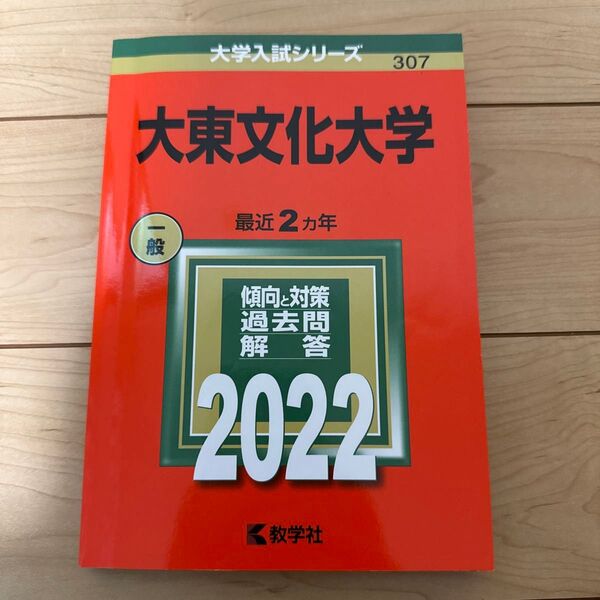 大学入試シリーズ
307
大東文化大学
一般
最近2カ年
傾向と対策
過去問
解答
2022
教学社